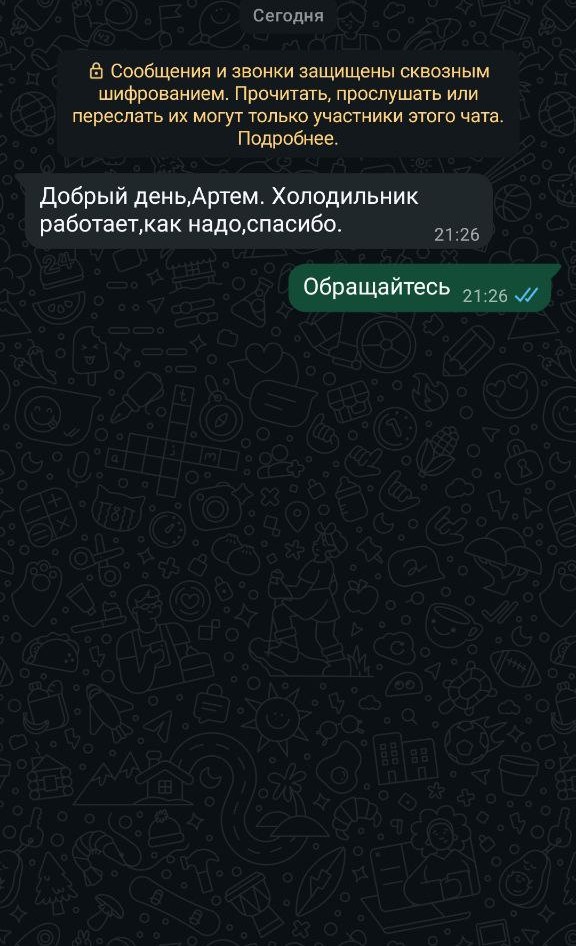 Сегодня
Сообщения и звонки защищены сквозным
шифрованием. Прочитать, прослушать или
переслать их могут только участники этого чата.
Подробнее.
Добрый день,Артем. Холодильник
работает,как надо,спасибо.
21:26
Обращайтесь 21:26